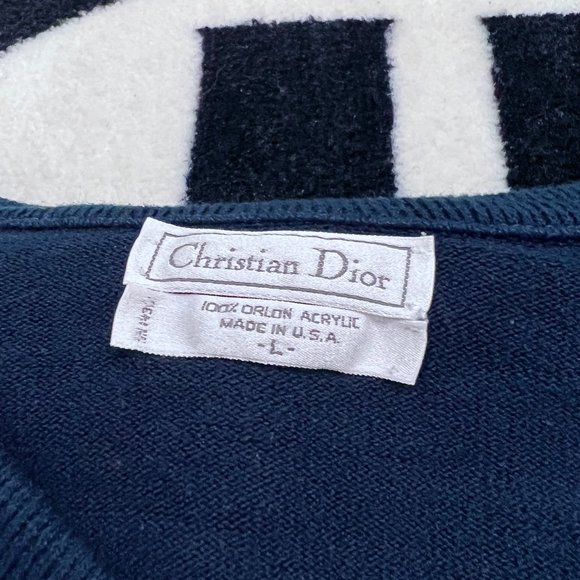 Christian Dior
100% ORLON ACRYLIC
MADE IN U.S.A.
-L-